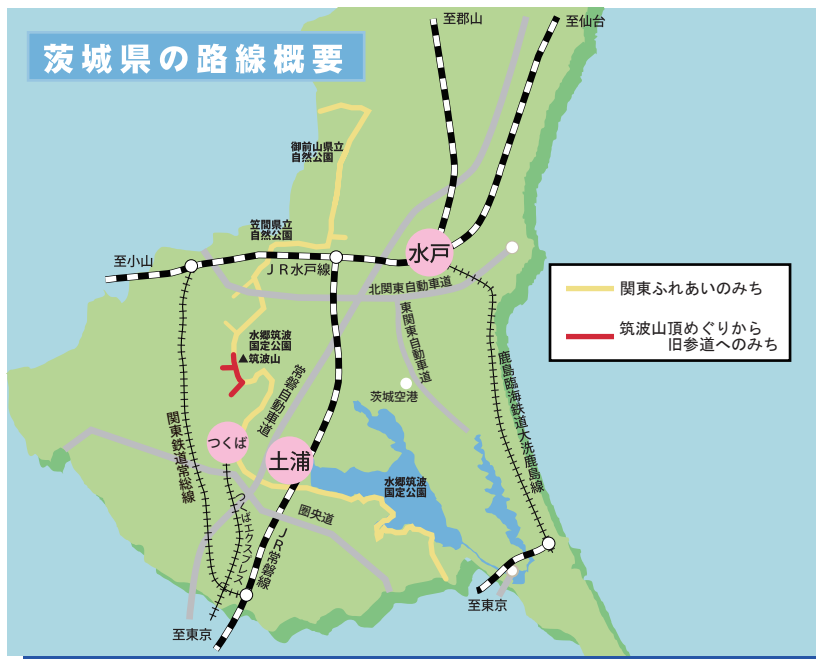 茨城県の路線概要
至郡山
至仙台
御前山県立
自然公園
笠間県立
自然公園
水戸
至小山
JR水戸線
北関東自動車道
関東ふれあいのみち
筑波山頂めぐりから
旧参道へのみち
東関東自動車道
水郷筑波
国定公園
▲筑波山
常磐自動車道
茨城空港
鹿島臨海鉄道大洗鹿島線
関東鉄道常総線
つくば
土浦
水郷筑波
国定公園
つくばエクスプレス
圏央道
JR常磐線
至東京
至東京